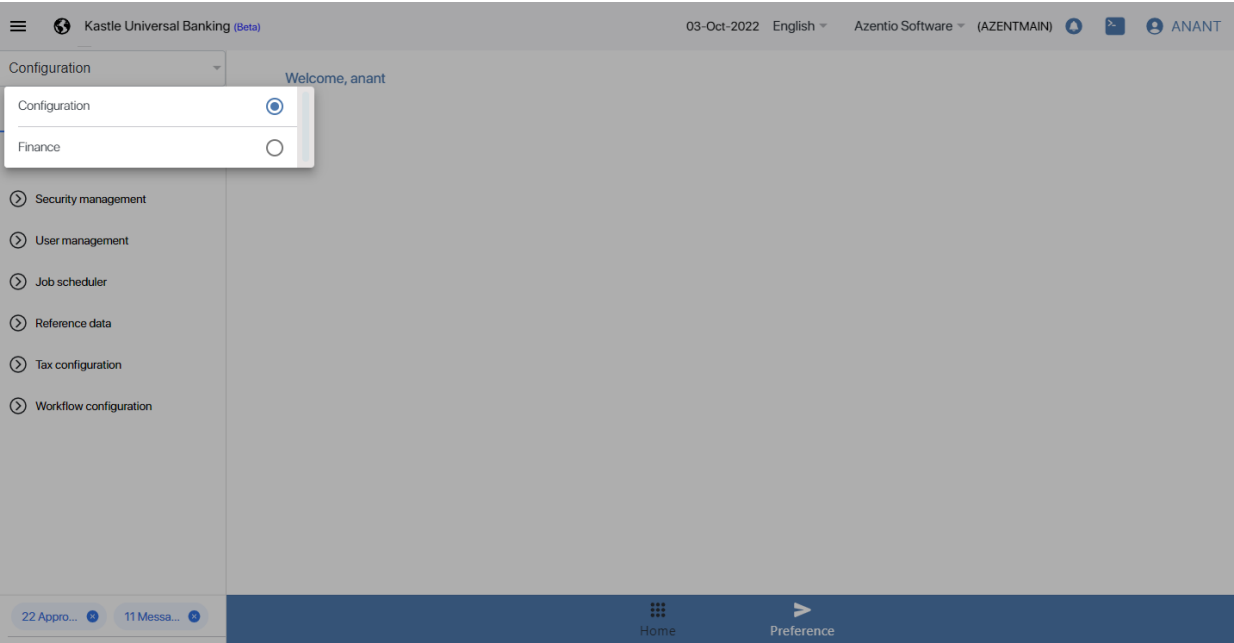 Kastle Universal Banking (Beta) 03-Oct-2022 English Azentio Software (AZENTMAIN) ANANT
Configuration
Welcome, anant
Configuration
Finance
Security management
User management
Job scheduler
Reference data
Tax configuration
Workflow configuration
22 Appro... 11 Messa...
Home Preference